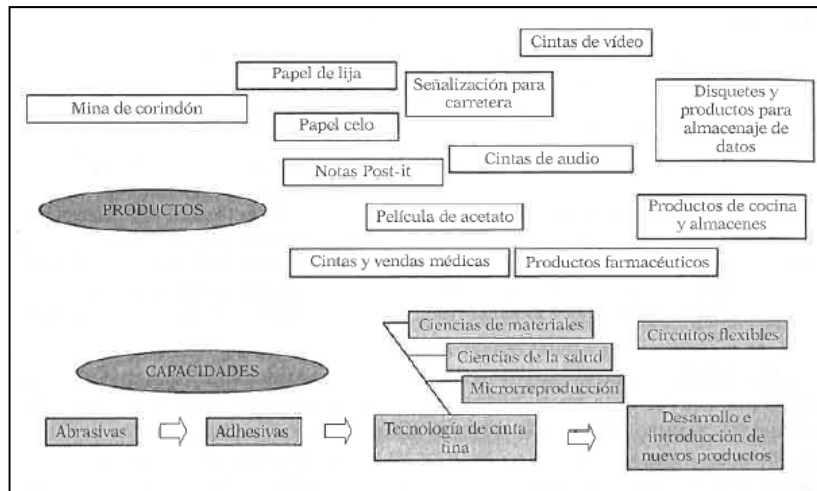 Cintas de vídeo
Papel de lija
Señalización para
carretera
Mina de corindón
Disquetes y
productos para
almacenaje de
datos
Papel celo
Cintas de audio
Notas Post-it
PRODUCTOS
Película de acetato
Productos de cocina
y almacenes
Cintas y vendas médicas
Productos farmacéuticos
Ciencias de materiales
Circuitos flexibles
Ciencias de la salud
CAPACIDADES
Microreproducción
Abrasivas
Adhesivas
Tecnología de cinta
fina
Desarrollo e
introducción de
nuevos productos